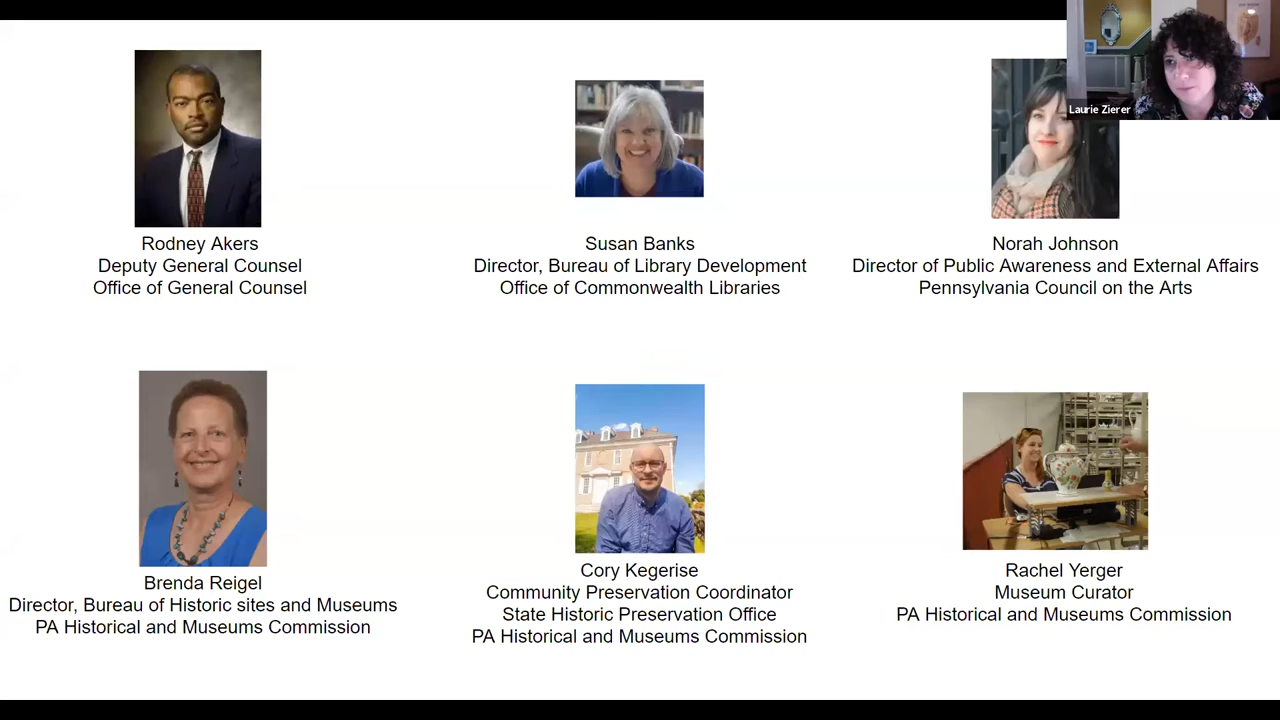 Laurie Zierer
Rodney Akers
Deputy General Counsel
Office of General Counsel
Susan Banks
Director, Bureau of Library Development
Office of Commonwealth Libraries
Norah Johnson
Director of Public Awareness and External Affairs
Pennsylvania Council on the Arts
Brenda Reigel
Director, Bureau of Historic sites and Museums
PA Historical and Museums Commission
Cory Kegerise
Community Preservation Coordinator
State Historic Preservation Office
PA Historical and Museums Commission
Rachel Yerger
Museum Curator
PA Historical and Museums Commission